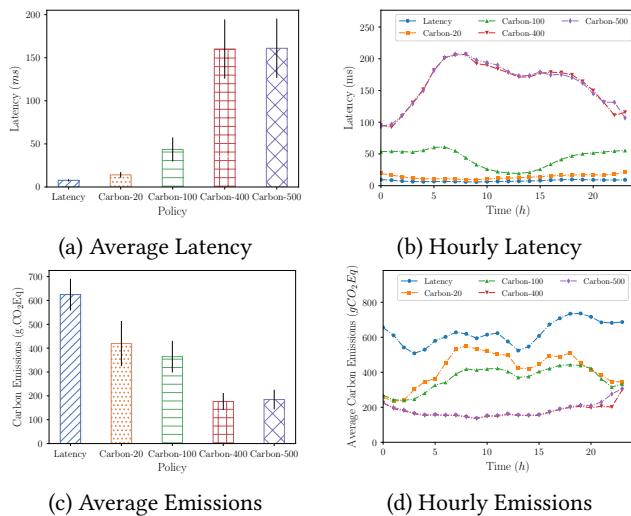 200
150
100
50
0
Latency (ms)
Latency Carbon-20 Carbon-100 Carbon-400 Carbon-500
Policy
(a) Average Latency
Latency Carbon-100 Carbon-500
Carbon-20 Carbon-400
250
200
150
100
50
0
Latency (ms)
0 5 10 15 20
Time (h)
(b) Hourly Latency
700
600
500
400
300
200
100
0
Carbon Emissions (g.CO₂Eq)
Latency Carbon-20 Carbon-100 Carbon-400 Carbon-500
Policy
(c) Average Emissions
Latency Carbon-100 Carbon-500
Carbon-20 Carbon-400
800
600
400
200
0
Average Carbon Emissions (gCO₂Eq)
0 5 10 15 20
Time (h)
(d) Hourly Emissions